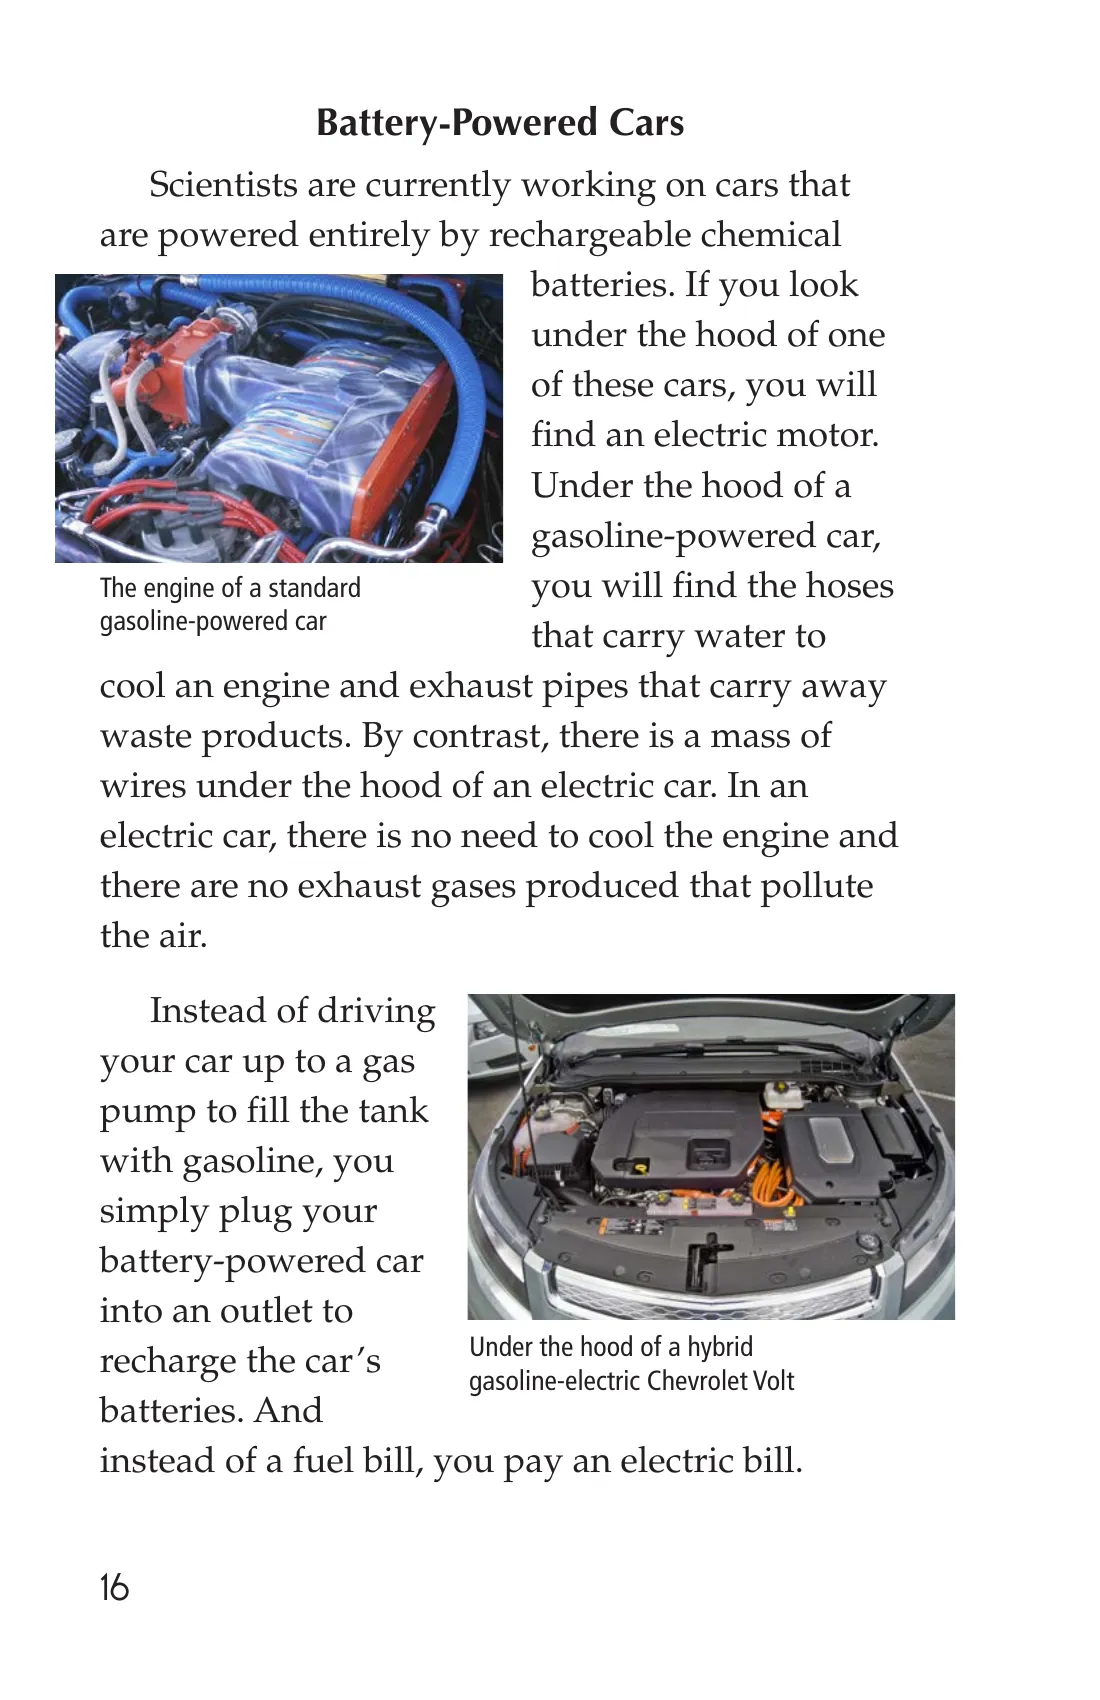 Battery-Powered Cars
Scientists are currently working on cars that
are powered entirely by rechargeable chemical
batteries. If you look
under the hood of one
of these cars, you will
find an electric motor.
Under the hood of a
gasoline-powered car,
you will find the hoses
that carry water to
The engine of a standard
gasoline-powered car
cool an engine and exhaust pipes that carry away
waste products. By contrast, there is a mass of
wires under the hood of an electric car. In an
electric car, there is no need to cool the engine and
there are no exhaust gases produced that pollute
the air.
Instead of driving
your car up to a gas
pump to fill the tank
with gasoline, you
simply plug your
battery-powered car
into an outlet to
recharge the car’s
batteries. And
instead of a fuel bill, you pay an electric bill.
Under the hood of a hybrid
gasoline-electric Chevrolet Volt
16